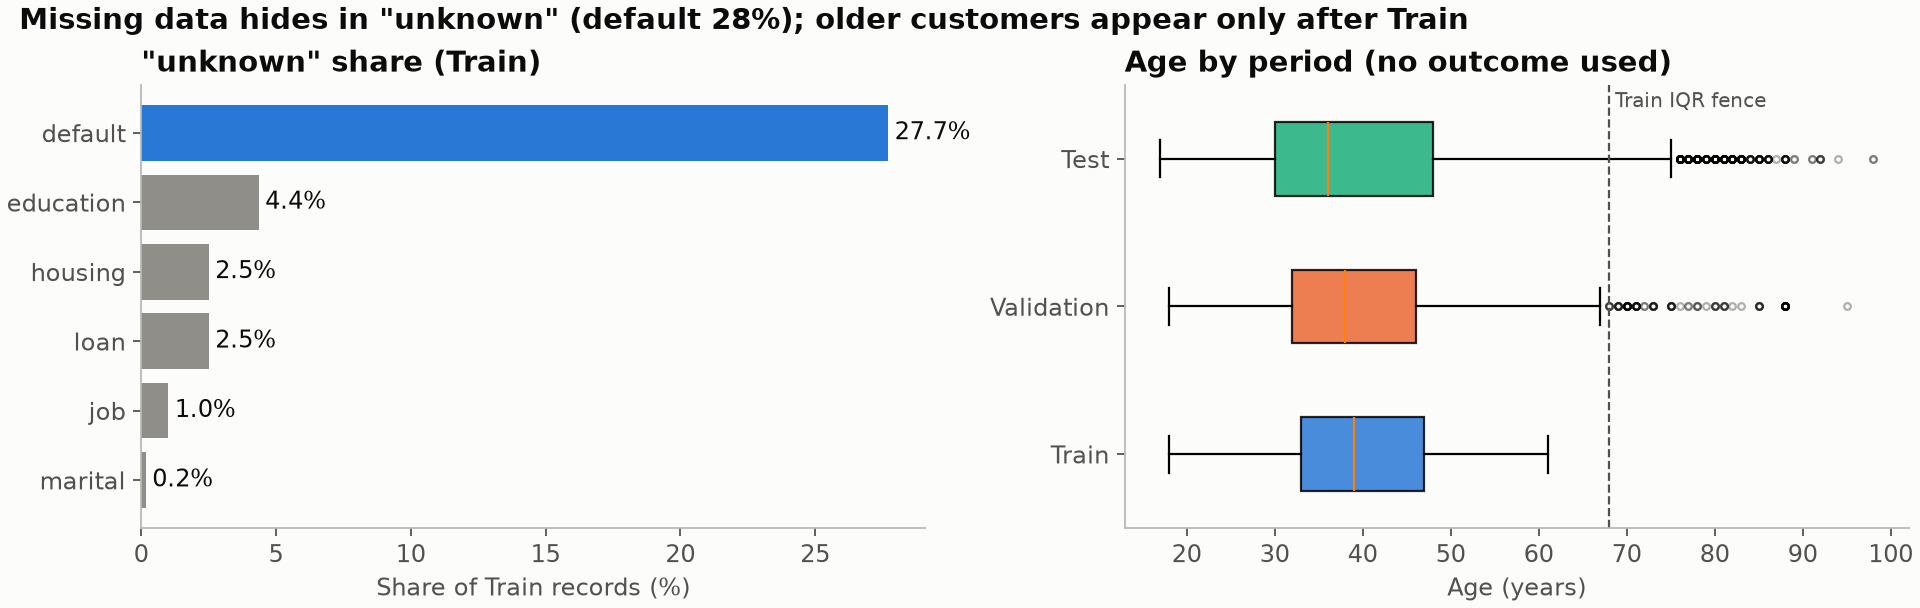 Missing data hides in "unknown" (default 28%); older customers appear only after Train
"unknown" share (Train)
default
27.7%
education
4.4%
housing
2.5%
loan
2.5%
job
1.0%
marital
0.2%
0 5 10 15 20 25
Share of Train records (%)
Age by period (no outcome used)
Train IQR fence
Test
Validation
Train
20 30 40 50 60 70 80 90 100
Age (years)